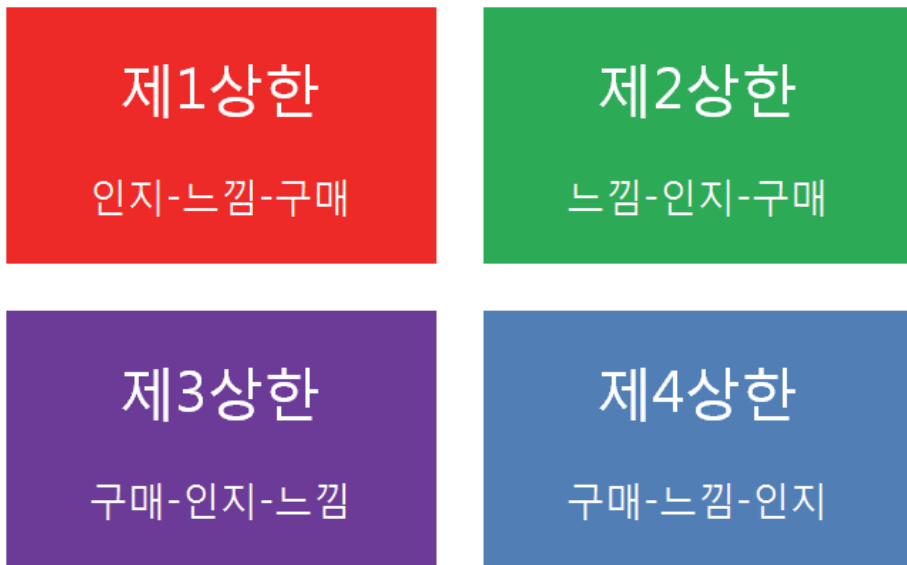 제1상한
인지-느낌-구매
제2상한
느낌-인지-구매
제3상한
구매-인지-느낌
제4상한
구매-느낌-인지